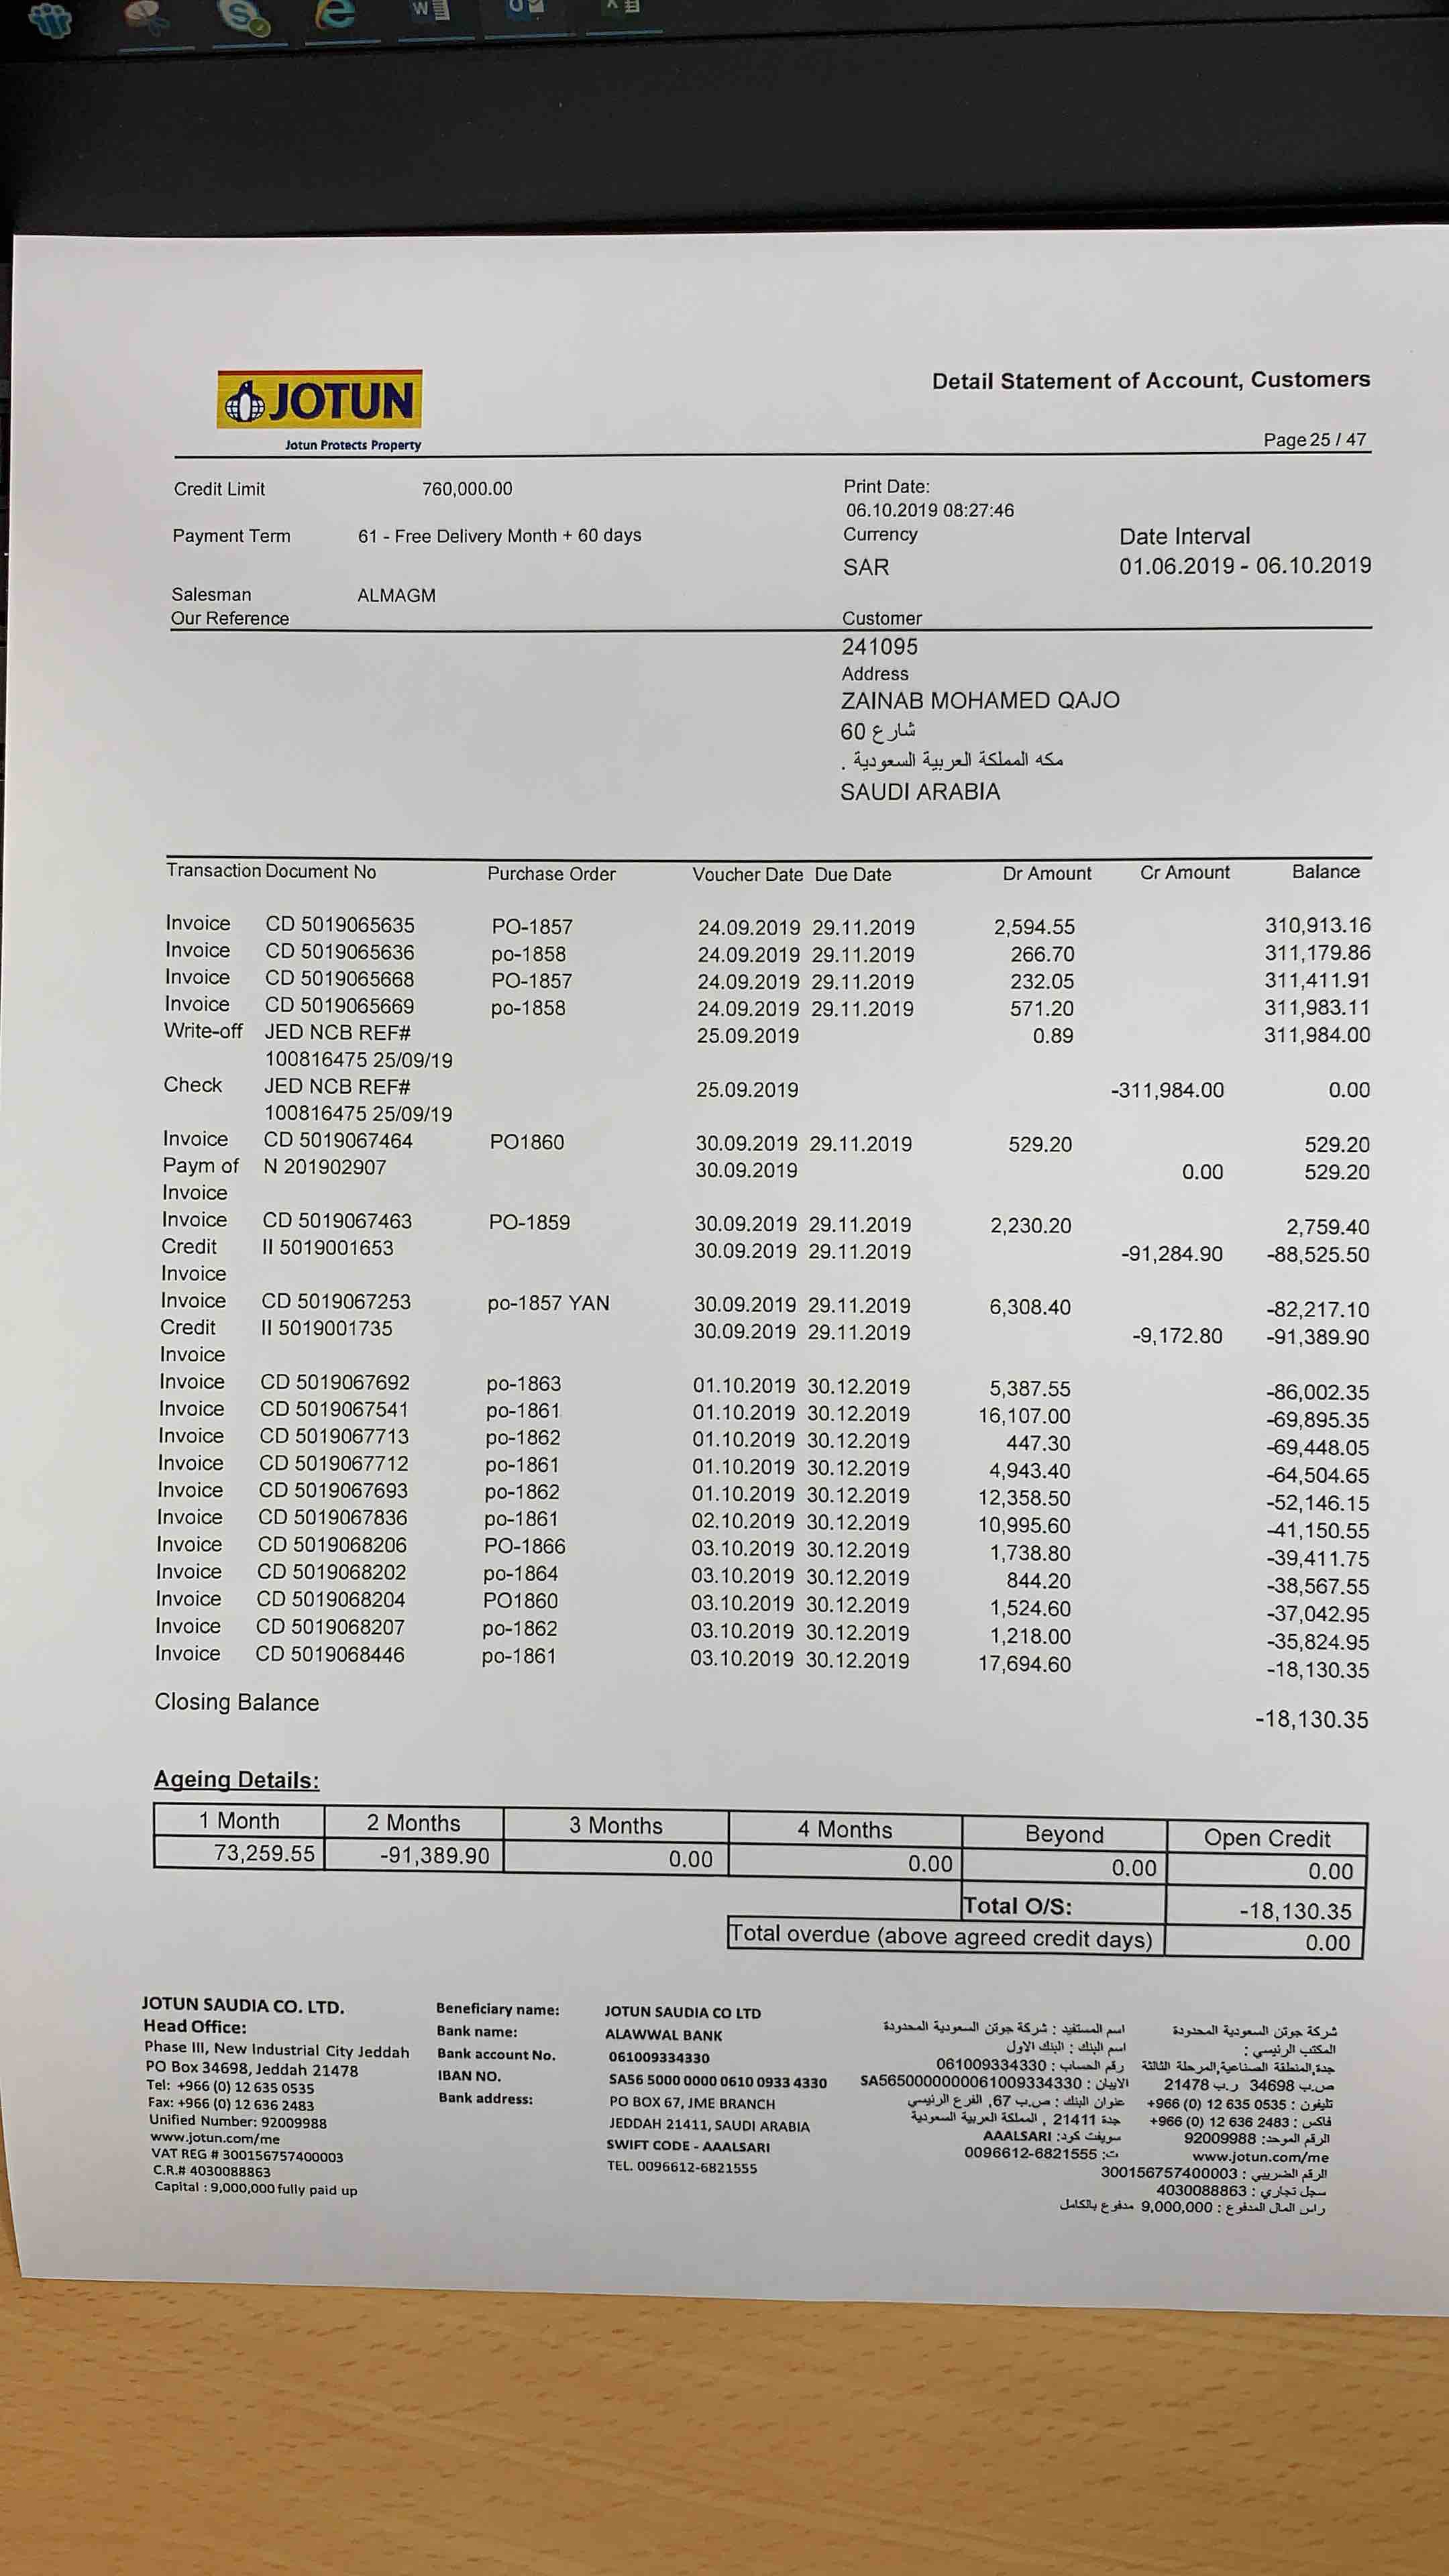 JOTUN
Jotun Protects Property
Detail Statement of Account, Customers
Page 25 / 47
Credit Limit 760,000.00
Print Date:
06.10.2019 08:27:46
Payment Term 61 - Free Delivery Month + 60 days
Currency Date Interval
SAR 01.06.2019 - 06.10.2019
Salesman ALMAGM
Our Reference Customer
241095
Address
ZAINAB MOHAMED QAJO
شارع 60
مكه المملكة العربية السعودية .
SAUDI ARABIA
Transaction Document No Purchase Order Voucher Date Due Date Dr Amount Cr Amount Balance
Invoice CD 5019065635 PO-1857 24.09.2019 29.11.2019 2,594.55 310,913.16
Invoice CD 5019065636 po-1858 24.09.2019 29.11.2019 266.70 311,179.86
Invoice CD 5019065668 PO-1857 24.09.2019 29.11.2019 232.05 311,411.91
Invoice CD 5019065669 po-1858 24.09.2019 29.11.2019 571.20 311,983.11
Write-off JED NCB REF# 25.09.2019 0.89 311,984.00
100816475 25/09/19
Check JED NCB REF# 25.09.2019 -311,984.00 0.00
100816475 25/09/19
Invoice CD 5019067464 PO1860 30.09.2019 29.11.2019 529.20 529.20
Paym of N 201902907 30.09.2019 0.00 529.20
Invoice
Invoice CD 5019067463 PO-1859 30.09.2019 29.11.2019 2,230.20 2,759.40
Credit II 5019001653 30.09.2019 29.11.2019 -91,284.90 -88,525.50
Invoice
Invoice CD 5019067253 po-1857 YAN 30.09.2019 29.11.2019 6,308.40 -82,217.10
Credit II 5019001735 30.09.2019 29.11.2019 -9,172.80 -91,389.90
Invoice
Invoice CD 5019067692 po-1863 01.10.2019 30.12.2019 5,387.55 -86,002.35
Invoice CD 5019067541 po-1861 01.10.2019 30.12.2019 16,107.00 -69,895.35
Invoice CD 5019067713 po-1862 01.10.2019 30.12.2019 447.30 -69,448.05
Invoice CD 5019067712 po-1861 01.10.2019 30.12.2019 4,943.40 -64,504.65
Invoice CD 5019067693 po-1862 01.10.2019 30.12.2019 12,358.50 -52,146.15
Invoice CD 5019067836 po-1861 02.10.2019 30.12.2019 10,995.60 -41,150.55
Invoice CD 5019068206 PO-1866 03.10.2019 30.12.2019 1,738.80 -39,411.75
Invoice CD 5019068202 po-1864 03.10.2019 30.12.2019 844.20 -38,567.55
Invoice CD 5019068204 PO1860 03.10.2019 30.12.2019 1,524.60 -37,042.95
Invoice CD 5019068207 po-1862 03.10.2019 30.12.2019 1,218.00 -35,824.95
Invoice CD 5019068446 po-1861 03.10.2019 30.12.2019 17,694.60 -18,130.35
Closing Balance -18,130.35
Ageing Details:
1 Month 2 Months 3 Months 4 Months Beyond Open Credit
73,259.55 -91,389.90 0.00 0.00 0.00 0.00
Total O/S: -18,130.35
Total overdue (above agreed credit days) 0.00
JOTUN SAUDIA CO. LTD.
Head Office:
Phase III, New Industrial City Jeddah
PO Box 34698, Jeddah 21478
Tel: +966 (0) 12 635 0535
Fax: +966 (0) 12 636 2483
Unified Number: 92009988
www.jotun.com/me
VAT REG # 300156757400003
C.R.# 4030088863
Capital : 9,000,000 fully paid up
Beneficiary name: JOTUN SAUDIA CO LTD
Bank name: ALAWWAL BANK
Bank account No. 061009334330
IBAN NO. SA56 5000 0000 0610 0933 4330
Bank address: PO BOX 67, JME BRANCH
JEDDAH 21411, SAUDI ARABIA
SWIFT CODE - AAALSARI
TEL. 0096612-6821555
اسم المستفيد : شركة جوتن السعودية المحدودة
اسم البنك : البنك الاول
رقم الحساب : 061009334330
الايبان : SA5650000000061009334330
عنوان البنك : ص.ب 67, الفرع الرئيسي
جدة 21411 , المملكة العربية السعودية
سويفت كود: AAALSARI
ت: 0096612-6821555
شركة جوتن السعودية المحدودة
المكتب الرئيسي :
جدة,المنطقة الصناعية,المرحلة الثالثة
ص.ب 34698 ر.ب 21478
تليفون : 0535 635 12 (0) 966+
فاكس : 2483 636 12 (0) 966+
الرقم الموحد: 92009988
www.jotun.com/me
الرقم الضريبي : 300156757400003
سجل تجاري : 4030088863
راس المال المدفوع : 9,000,000 مدفوع بالكامل